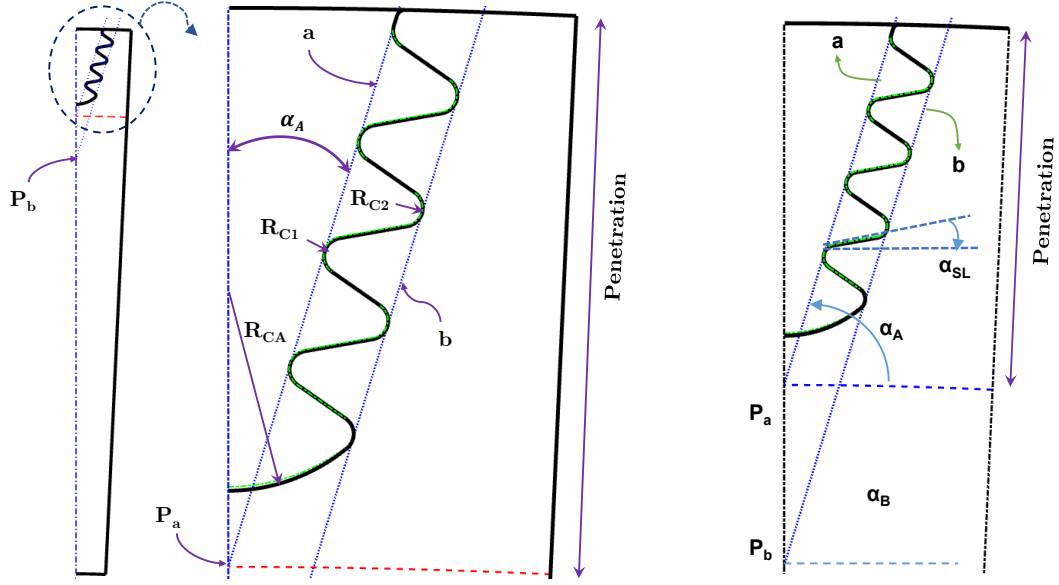 P_b
a
α_A
R_C2
R_C1
R_CA
b
P_a
Penetration
a
b
α_SL
α_A
P_a
α_B
P_b
Penetration